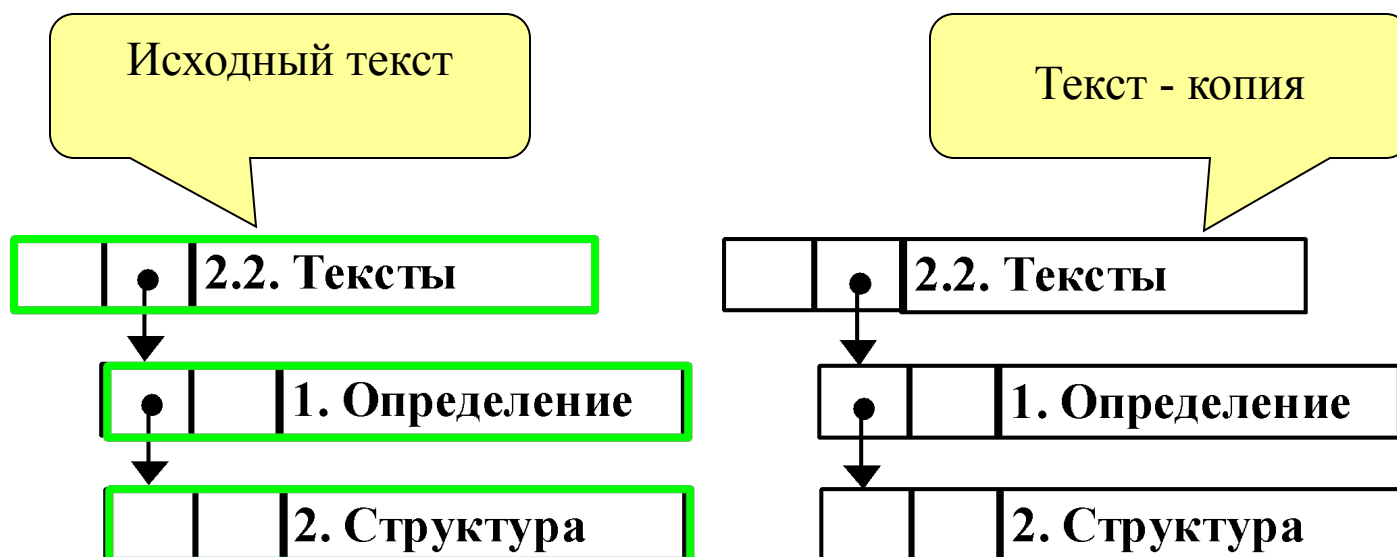 Исходный текст
Текст - копия
2.2. Тексты
2.2. Тексты
1. Определение
1. Определение
2. Структура
2. Структура